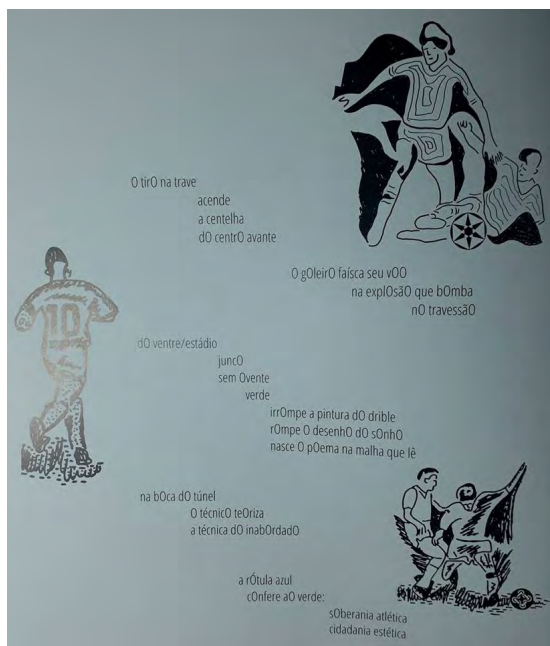 O tirO na trave
acende
a centelha
dO centrO avante
O gOleirO faísca seu vOO
na explOsãO que bOmba
nO travessãO
dO ventre/estádio
juncO
sem Ovente
verde
irrOmpe a pintura dO drible
rOmpe O desenhO dO sOnhO
nasce O pOema na malha que lê
na bOca dO túnel
O técnicO teOriza
a técnica dO inabOrdadO
a rÓtula azul
cOnfere aO verde:
sOberania atlética
cidadania estética
10